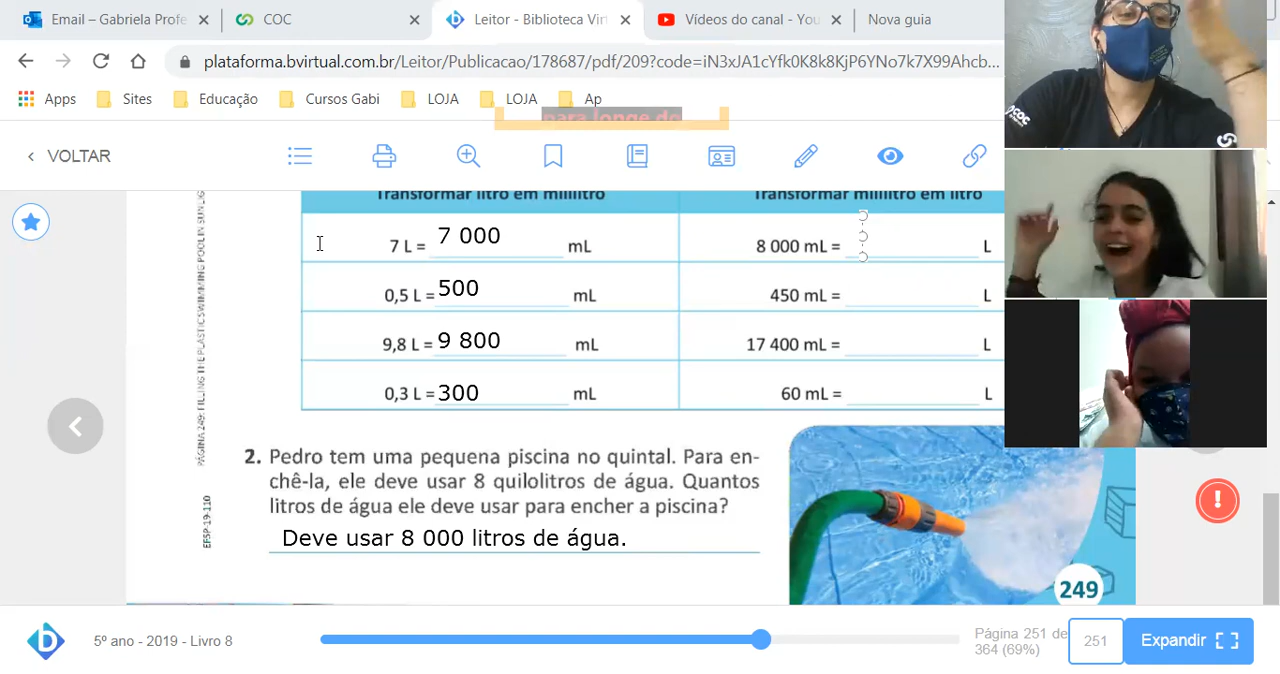 Email – Gabriela Profe
COC
Leitor - Biblioteca Virt
Vídeos do canal - You
Nova guia
plataforma.bvirtual.com.br/Leitor/Publicacao/178687/pdf/209?code=iN3xJA1cYfk0K8k8KjP6YNo7k7X99Ahcb...
Apps
Sites
Educação
Cursos Gabi
LOJA
LOJA
Ap
para longe do
VOLTAR
COC
Transformar litro em mililitro
Transformar mililitro em litro
7 L = 7 000 mL
8 000 mL = L
0,5 L = 500 mL
450 mL = L
9,8 L = 9 800 mL
17 400 mL = L
0,3 L = 300 mL
60 mL = L
2. Pedro tem uma pequena piscina no quintal. Para en-
chê-la, ele deve usar 8 quilolitros de água. Quantos
litros de água ele deve usar para encher a piscina?
Deve usar 8 000 litros de água.
EFSP-19-110
249
5º ano - 2019 - Livro 8
Página 251 de
364 (69%)
251
Expandir